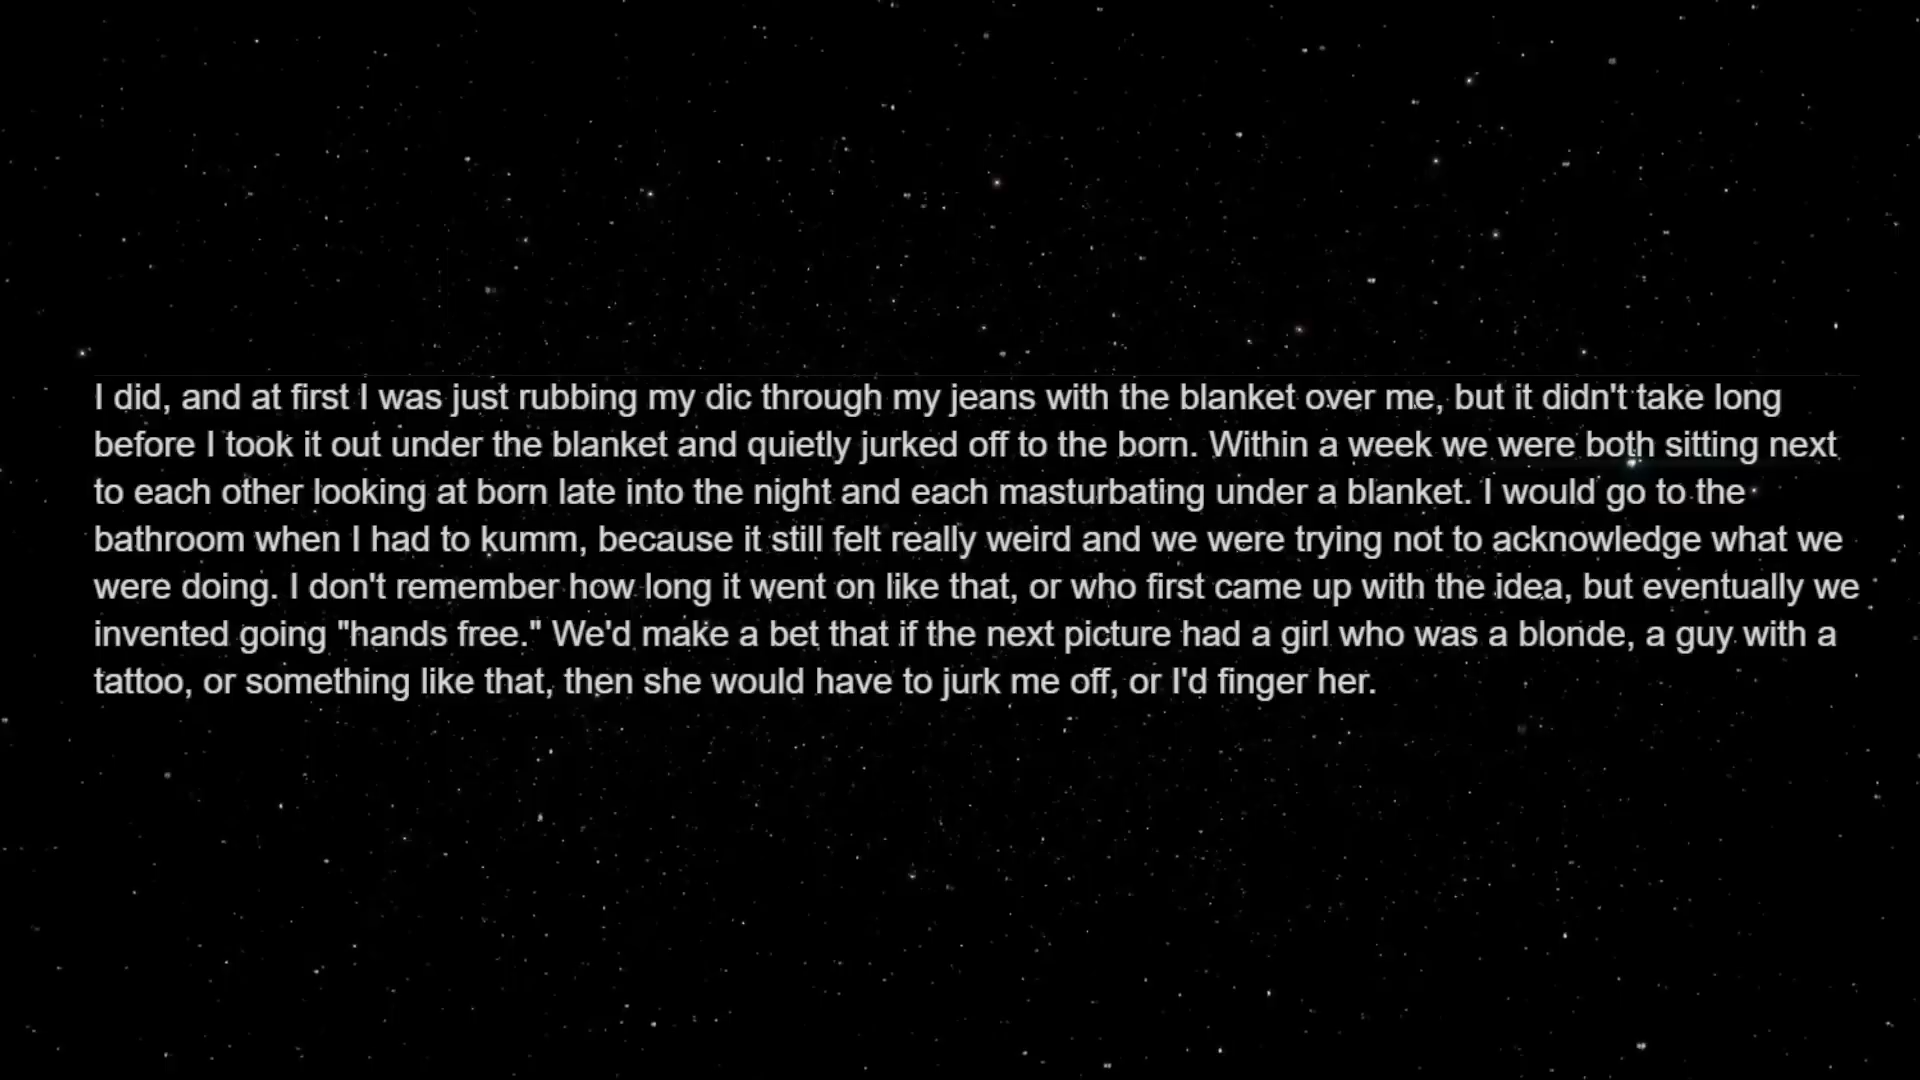 I did, and at first I was just rubbing my dic through my jeans with the blanket over me, but it didn't take long
before I took it out under the blanket and quietly jurked off to the born. Within a week we were both sitting next
to each other looking at born late into the night and each masturbating under a blanket. I would go to the
bathroom when I had to kumm, because it still felt really weird and we were trying not to acknowledge what we
were doing. I don't remember how long it went on like that, or who first came up with the idea, but eventually we
invented going "hands free." We'd make a bet that if the next picture had a girl who was a blonde, a guy with a
tattoo, or something like that, then she would have to jurk me off, or I'd finger her.